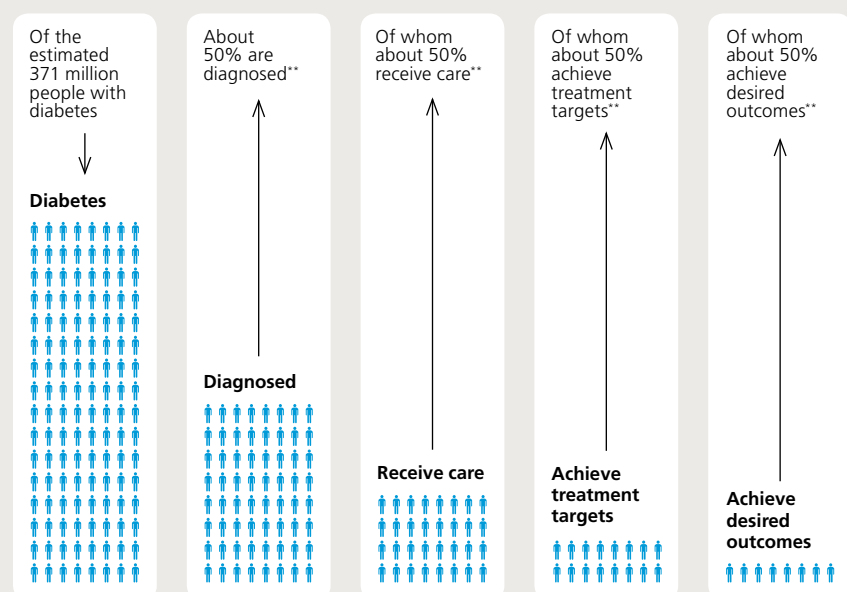 Of the
estimated
371 million
people with
diabetes
Diabetes
About
50% are
diagnosed**
Diagnosed
Of whom
about 50%
receive care**
Receive care
Of whom
about 50%
achieve
treatment
targets**
Achieve
treatment
targets
Of whom
about 50%
achieve
desired
outcomes**
Achieve
desired
outcomes